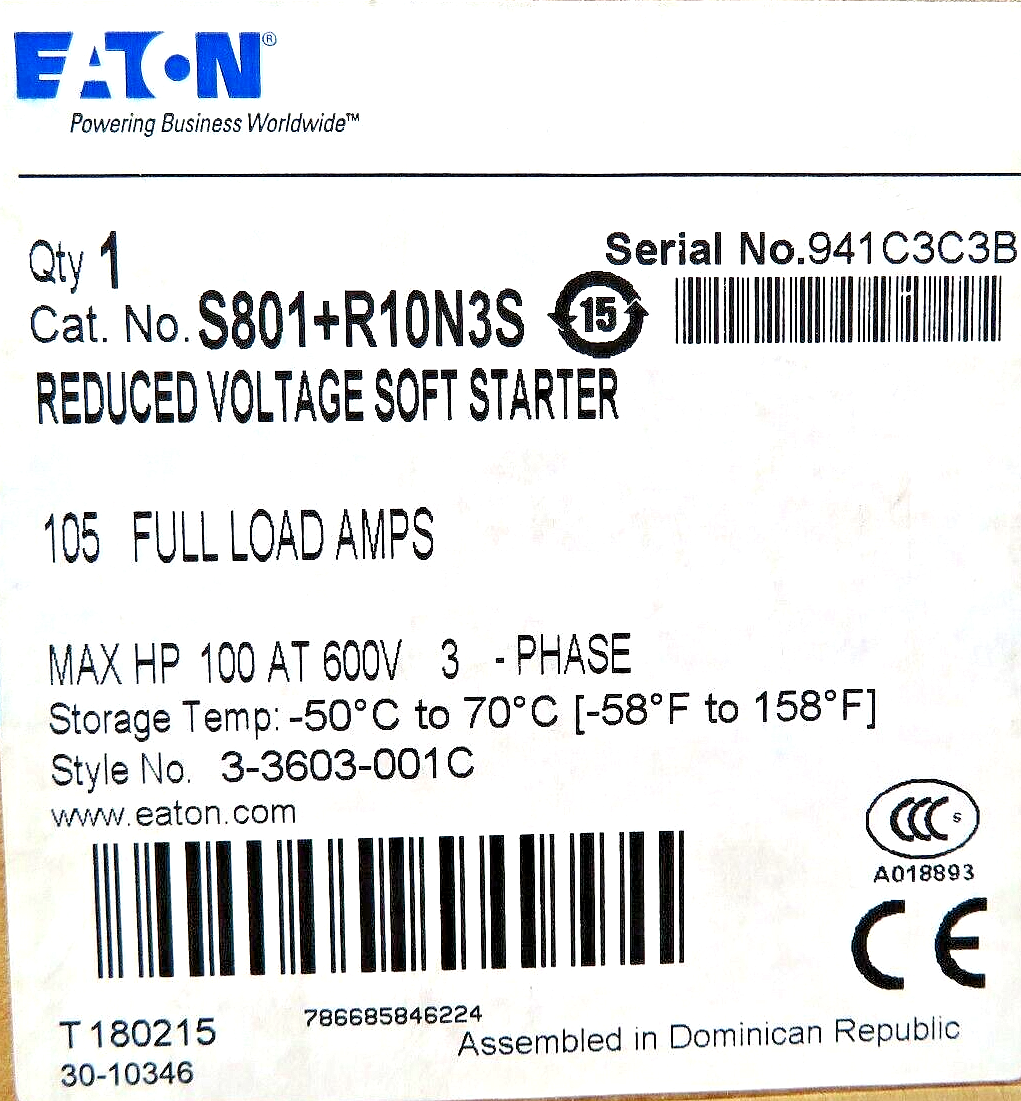 EATON®
Powering Business Worldwide™
Qty 1
Serial No.941C3C3B
Cat. No. S801+R10N3S
15
REDUCED VOLTAGE SOFT STARTER
105 FULL LOAD AMPS
MAX HP 100 AT 600V 3 - PHASE
Storage Temp: -50°C to 70°C [-58°F to 158°F]
Style No. 3-3603-001C
www.eaton.com
CCC S
A018893
CE
786685846224
T 180215
Assembled in Dominican Republic
30-10346